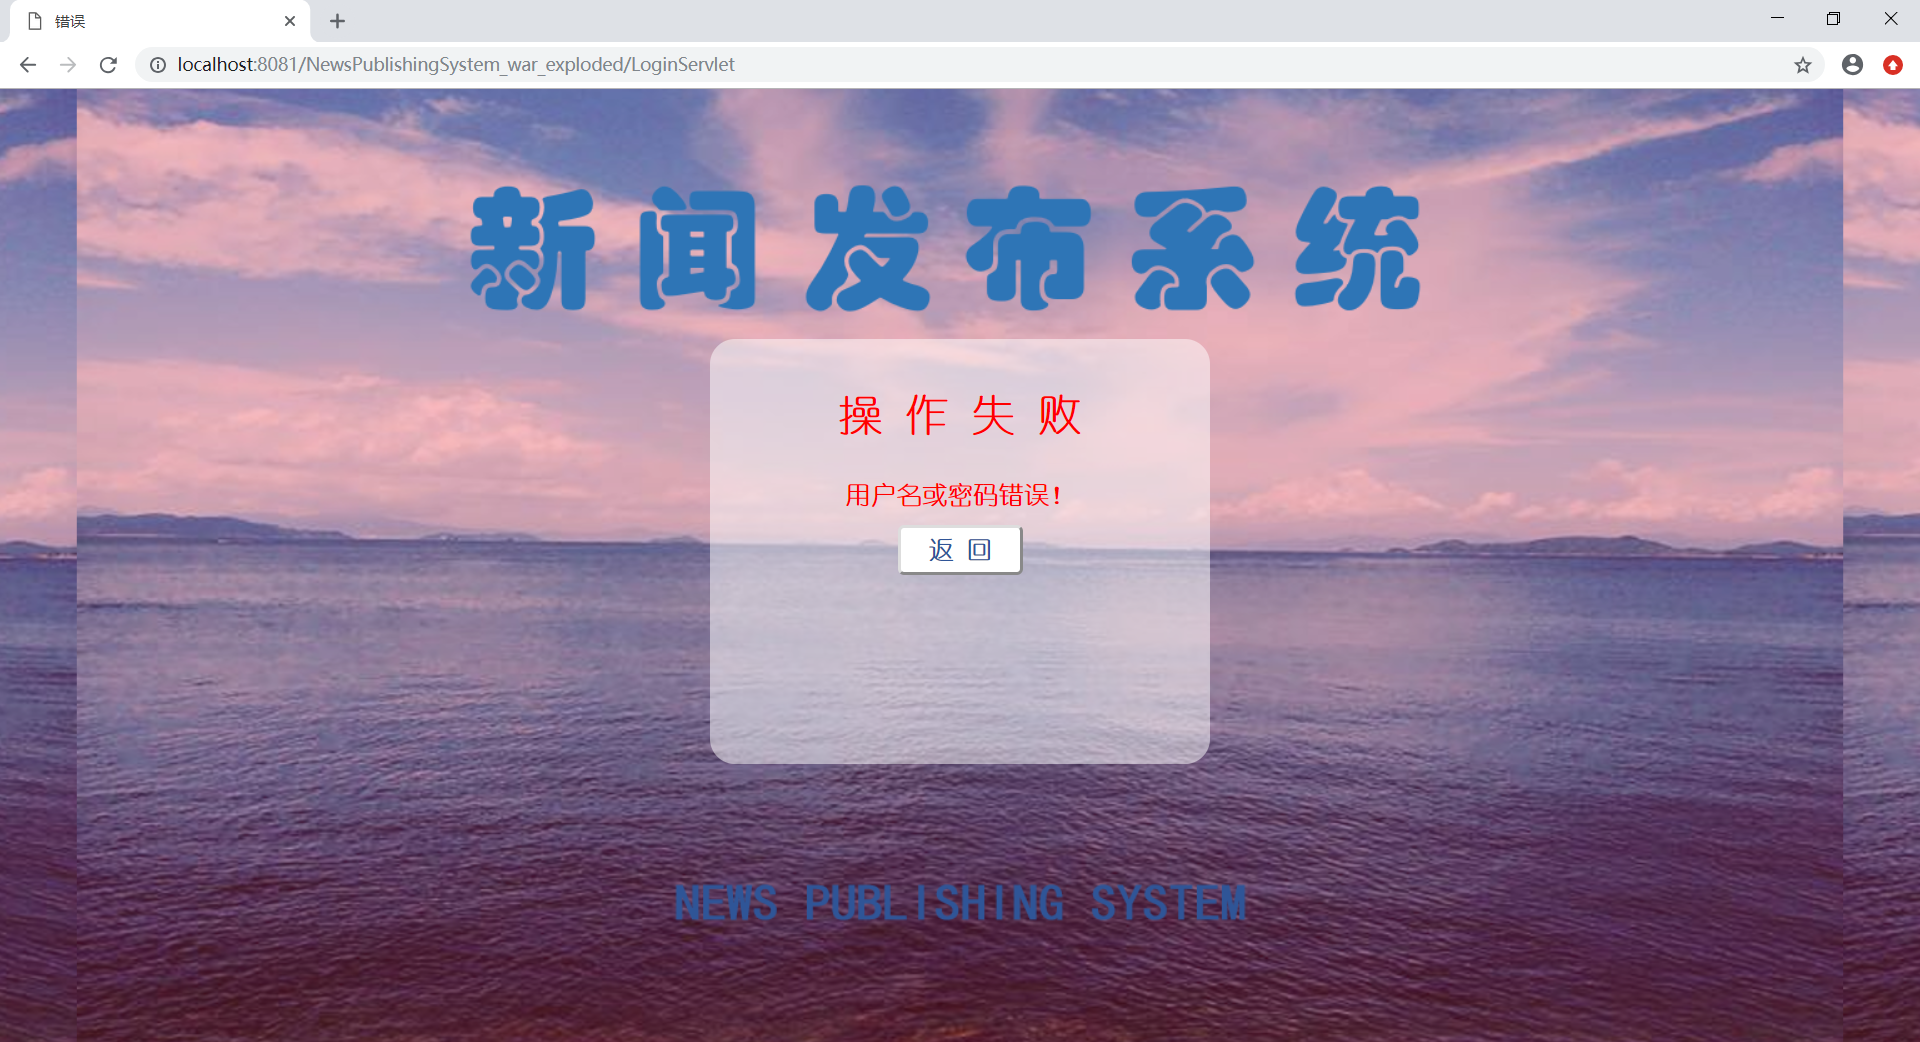 错误
localhost:8081/NewsPublishingSystem_war_exploded/LoginServlet
新闻发布系统
操作失败
用户名或密码错误！
返回
NEWS PUBLISHING SYSTEM